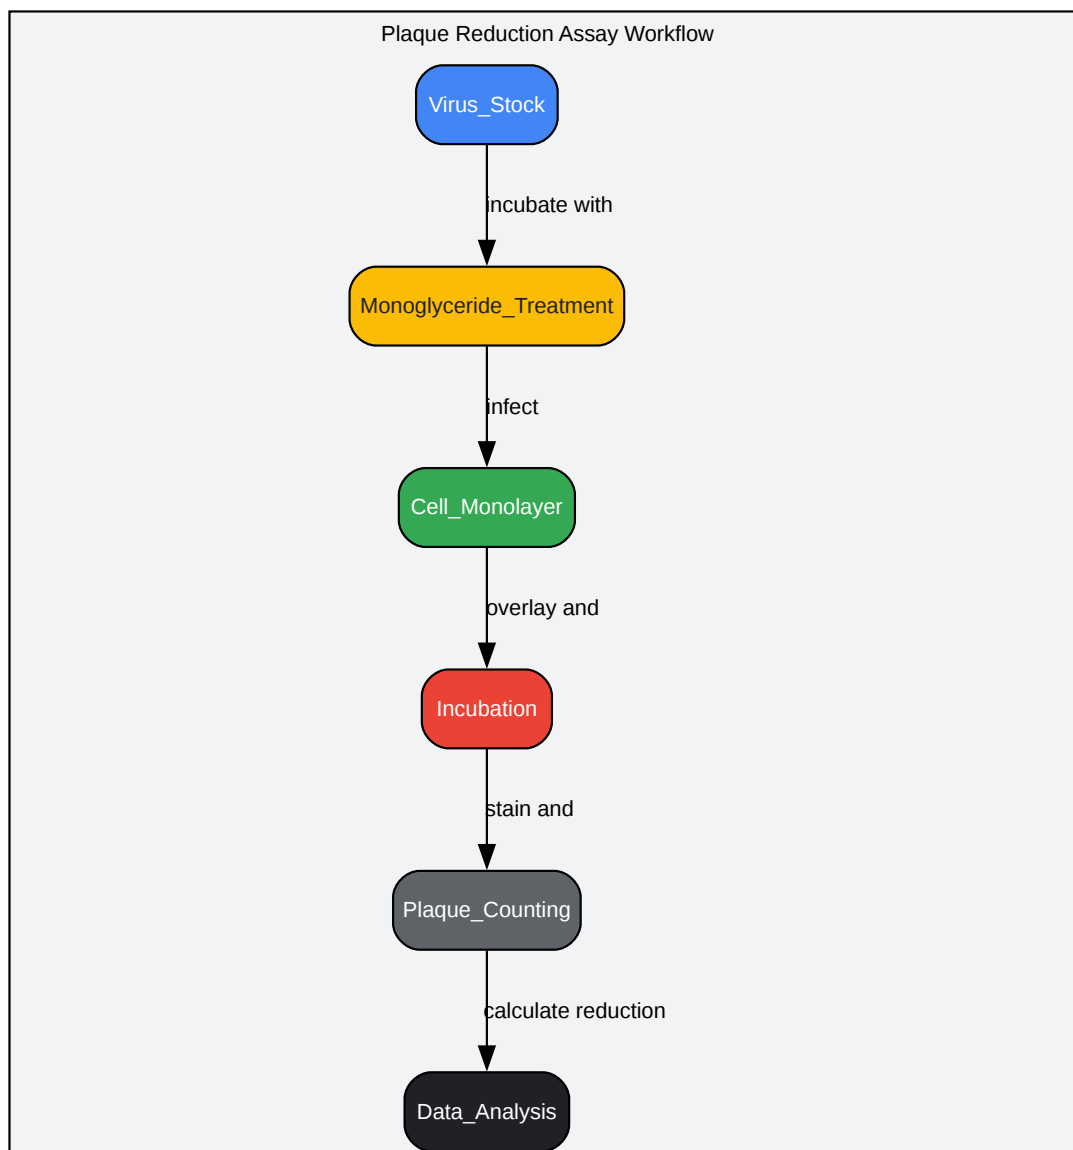 Plaque Reduction Assay Workflow
Virus_Stock
incubate with
Monoglyceride_Treatment
infect
Cell_Monolayer
overlay and
Incubation
stain and
Plaque_Counting
calculate reduction
Data_Analysis